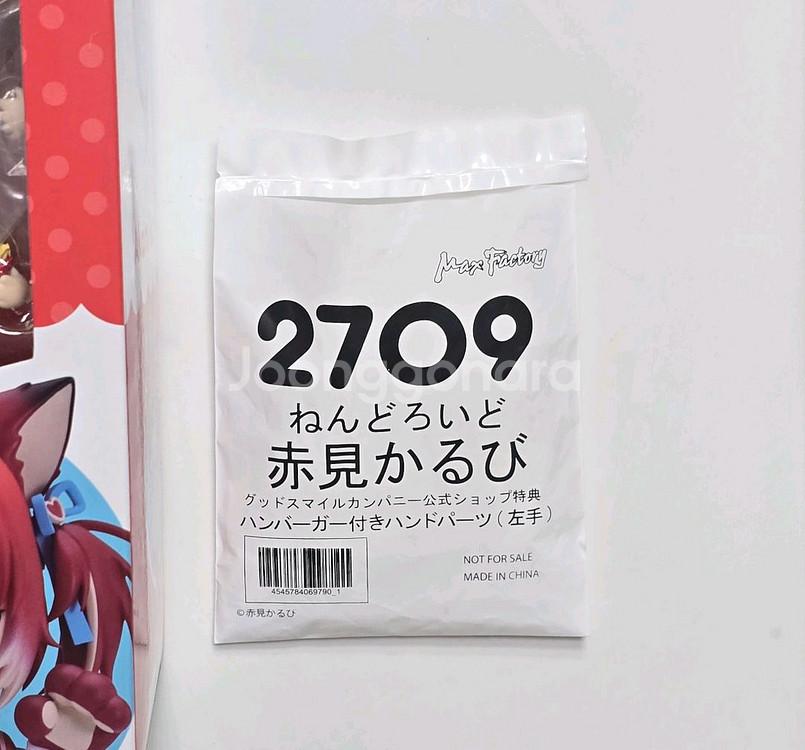 Max Factory
2709
Joonggonara
ねんどろいど
赤見かるび
グッドスマイルカンパニー公式ショップ特典
ハンバーガー付きハンドパーツ(左手)
NOT FOR SALE
MADE IN CHINA
4545784069790_1
©赤見かるび